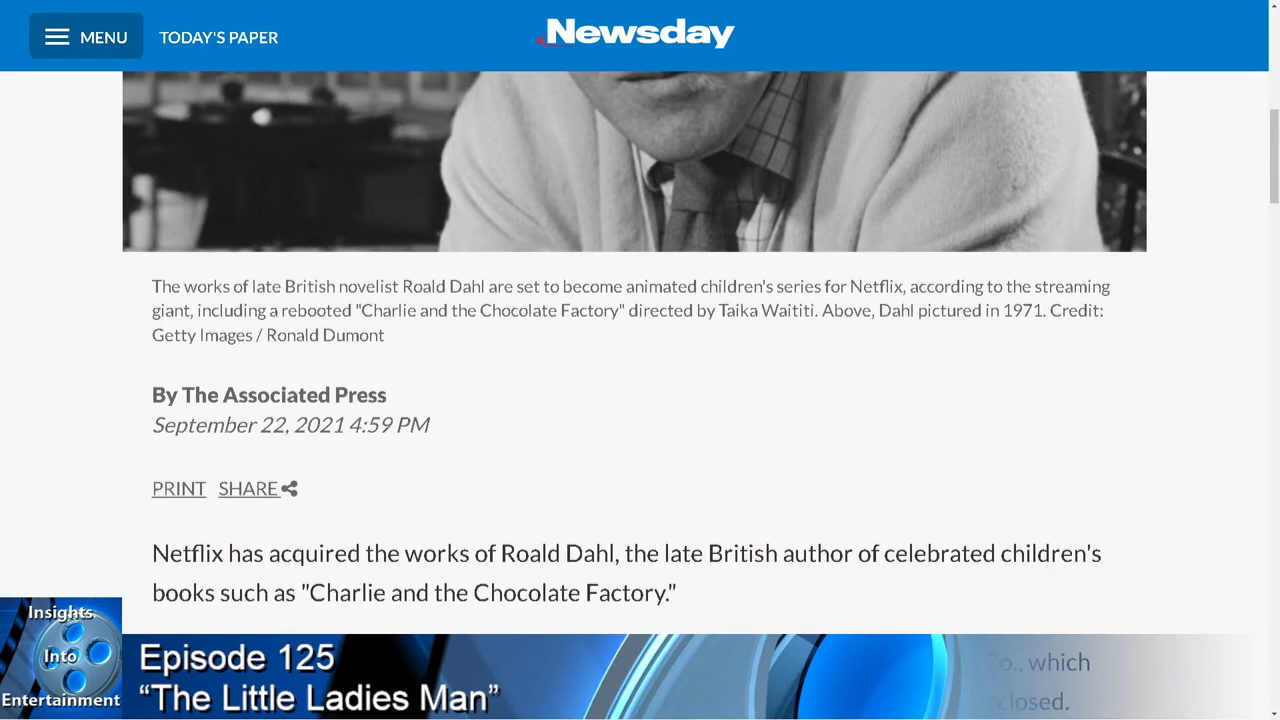 MENU
TODAY'S PAPER
Newsday
The works of late British novelist Roald Dahl are set to become animated children's series for Netflix, according to the streaming
giant, including a rebooted "Charlie and the Chocolate Factory" directed by Taika Waititi. Above, Dahl pictured in 1971. Credit:
Getty Images / Ronald Dumont
By The Associated Press
September 22, 2021 4:59 PM
PRINT SHARE
Netflix has acquired the works of Roald Dahl, the late British author of celebrated children's
books such as "Charlie and the Chocolate Factory."
Co., which
closed.
Insights
Into
Entertainment
Episode 125
“The Little Ladies Man”